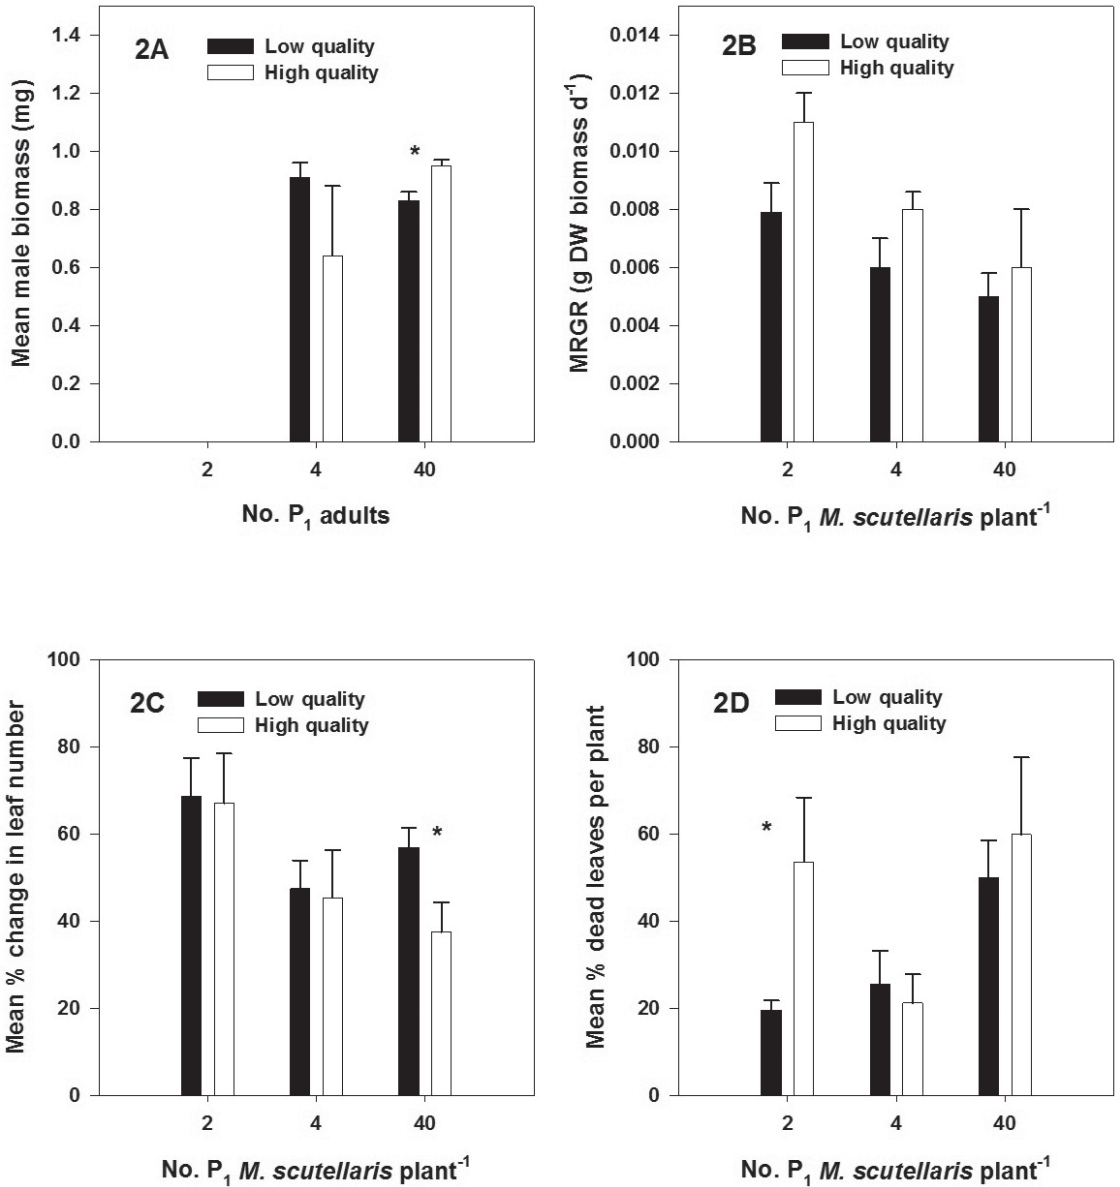 2A
Low quality
High quality
Mean male biomass (mg)
1.4
1.2
1.0
0.8
0.6
0.4
0.2
0.0
*
2
4
40
No. P1 adults
2B
Low quality
High quality
MRGR (g DW biomass d-1)
0.014
0.012
0.010
0.008
0.006
0.004
0.002
0.000
2
4
40
No. P1 M. scutellaris plant-1
2C
Low quality
High quality
Mean % change in leaf number
100
80
60
40
20
0
*
2
4
40
No. P1 M. scutellaris plant-1
2D
Low quality
High quality
Mean % dead leaves per plant
100
80
60
40
20
0
*
2
4
40
No. P1 M. scutellaris plant-1